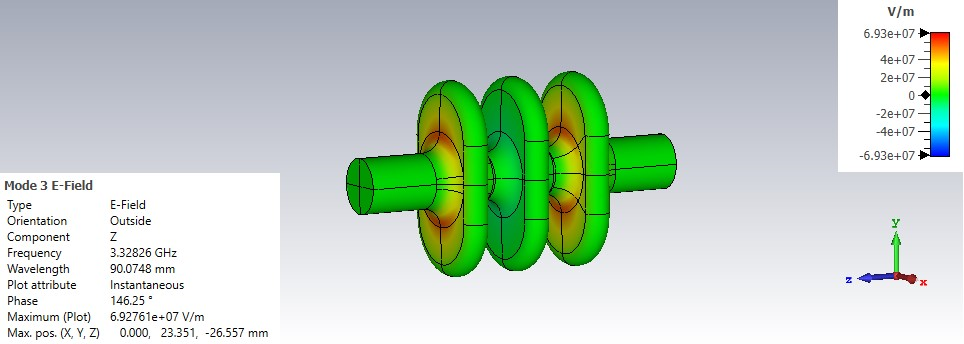 V/m
6.93e+07
4e+07
2e+07
0
-2e+07
-4e+07
-6.93e+07
Mode 3 E-Field
Type E-Field
Orientation Outside
Component Z
Frequency 3.32826 GHz
Wavelength 90.0748 mm
Plot attribute Instantaneous
Phase 146.25 °
Maximum (Plot) 6.92761e+07 V/m
Max. pos. (X, Y, Z) 0.000, 23.351, -26.557 mm
Y
z
x